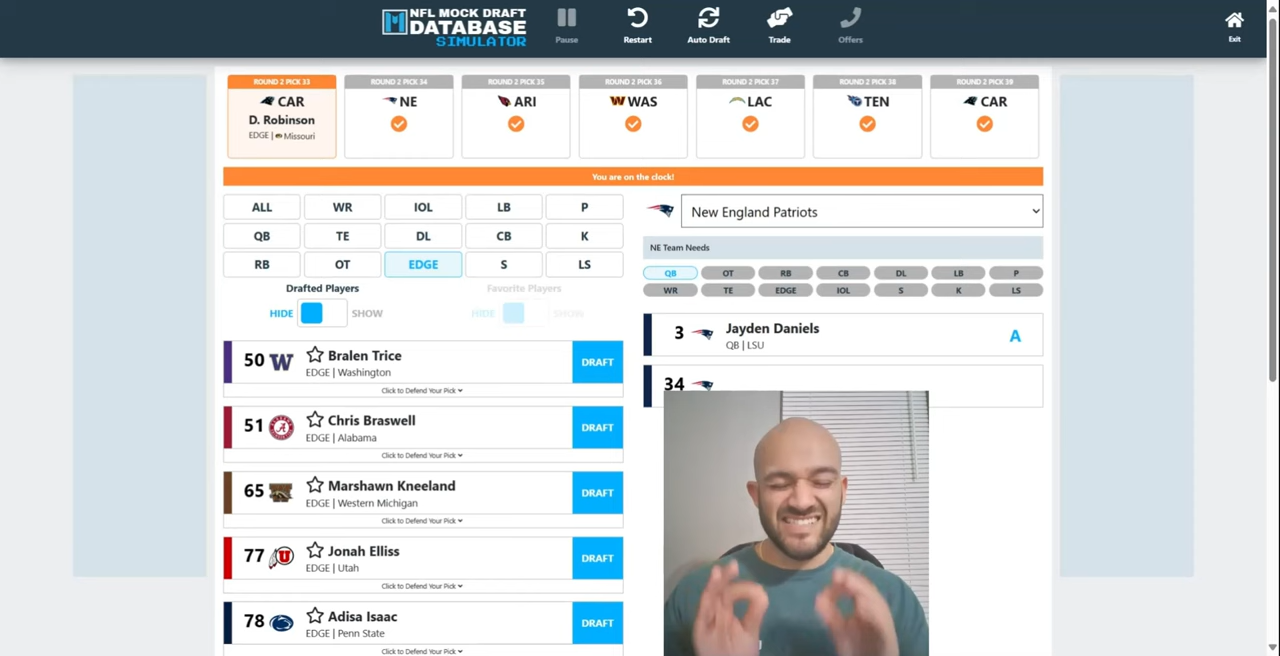 NFL MOCK DRAFT
DATABASE
SIMULATOR
Pause
Restart
Auto Draft
Trade
Offers
Exit
ROUND 2 PICK 33
CAR
D. Robinson
EDGE | Missouri
ROUND 2 PICK 34
NE
ROUND 2 PICK 35
ARI
ROUND 2 PICK 36
WAS
ROUND 2 PICK 37
LAC
ROUND 2 PICK 38
TEN
ROUND 2 PICK 39
CAR
You are on the clock!
ALL WR IOL LB P
QB TE DL CB K
RB OT EDGE S LS
Drafted Players
HIDE SHOW
Favorite Players
HIDE SHOW
50 W Bralen Trice
EDGE | Washington
DRAFT
Click to Defend Your Pick
51 Chris Braswell
EDGE | Alabama
DRAFT
Click to Defend Your Pick
65 Marshawn Kneeland
EDGE | Western Michigan
DRAFT
Click to Defend Your Pick
77 U Jonah Elliss
EDGE | Utah
DRAFT
Click to Defend Your Pick
78 Adisa Isaac
EDGE | Penn State
DRAFT
Click to Defend Your Pick
New England Patriots
NE Team Needs
QB OT RB CB DL LB P
WR TE EDGE IOL S K LS
3 Jayden Daniels
QB | LSU
A
34